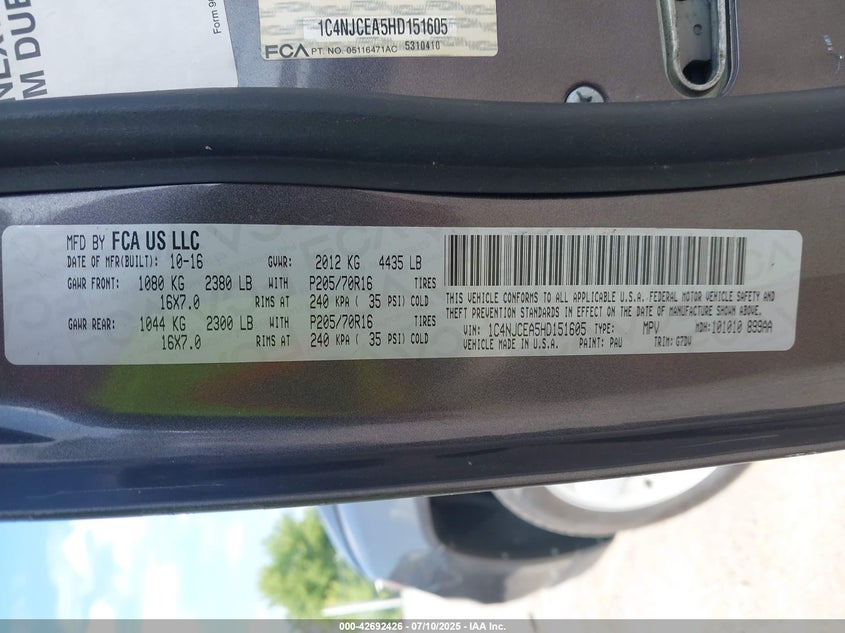 NEX
M DUE
Form 9
1C4NJCEA5HD151605
FCA PT. NO. 05116471AC 5310410
MFD BY FCA US LLC
DATE OF MFR(BUILT): 10-16 GVWR: 2012 KG 4435 LB
GAWR FRONT: 1080 KG 2380 LB WITH P205/70R16 TIRES
16X7.0 RIMS AT 240 KPA ( 35 PSI) COLD
GAWR REAR: 1044 KG 2300 LB WITH P205/70R16 TIRES
16X7.0 RIMS AT 240 KPA ( 35 PSI) COLD
THIS VEHICLE CONFORMS TO ALL APPLICABLE U.S.A. FEDERAL MOTOR VEHICLE SAFETY AND
THEFT PREVENTION STANDARDS IN EFFECT ON THE DATE OF MANUFACTURE SHOWN ABOVE.
VIN: 1C4NJCEA5HD151605 TYPE: MPV MDH: 101010 899AA
VEHICLE MADE IN U.S.A. PAINT: PAU TRIM: G7DV
000-42692426 - 07/10/2025 - IAA Inc.